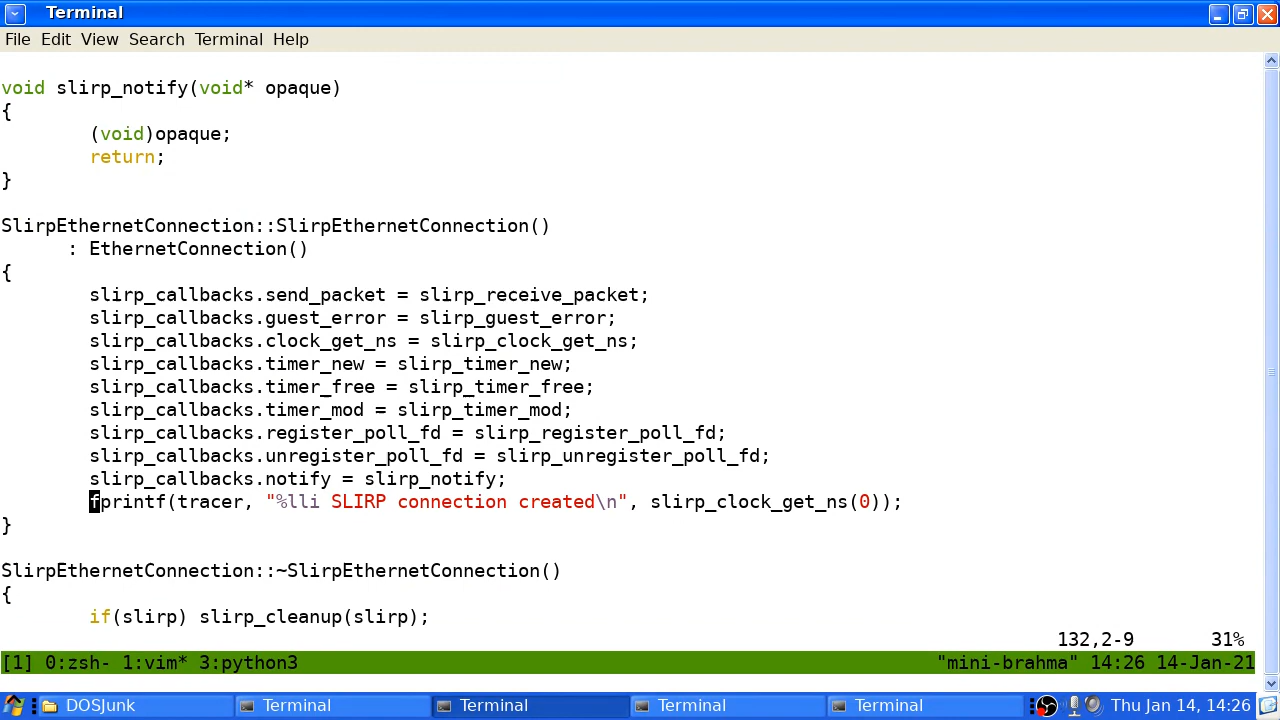 Terminal
File Edit View Search Terminal Help
void slirp_notify(void* opaque)
{
        (void)opaque;
        return;
}
SlirpEthernetConnection::SlirpEthernetConnection()
      : EthernetConnection()
{
        slirp_callbacks.send_packet = slirp_receive_packet;
        slirp_callbacks.guest_error = slirp_guest_error;
        slirp_callbacks.clock_get_ns = slirp_clock_get_ns;
        slirp_callbacks.timer_new = slirp_timer_new;
        slirp_callbacks.timer_free = slirp_timer_free;
        slirp_callbacks.timer_mod = slirp_timer_mod;
        slirp_callbacks.register_poll_fd = slirp_register_poll_fd;
        slirp_callbacks.unregister_poll_fd = slirp_unregister_poll_fd;
        slirp_callbacks.notify = slirp_notify;
        fprintf(tracer, "%lli SLIRP connection created\n", slirp_clock_get_ns(0));
}
SlirpEthernetConnection::~SlirpEthernetConnection()
{
        if(slirp) slirp_cleanup(slirp);
132,2-9 31%
[1] 0:zsh- 1:vim* 3:python3 "mini-brahma" 14:26 14-Jan-21
DOSJunk Terminal Terminal Terminal Terminal Thu Jan 14, 14:26